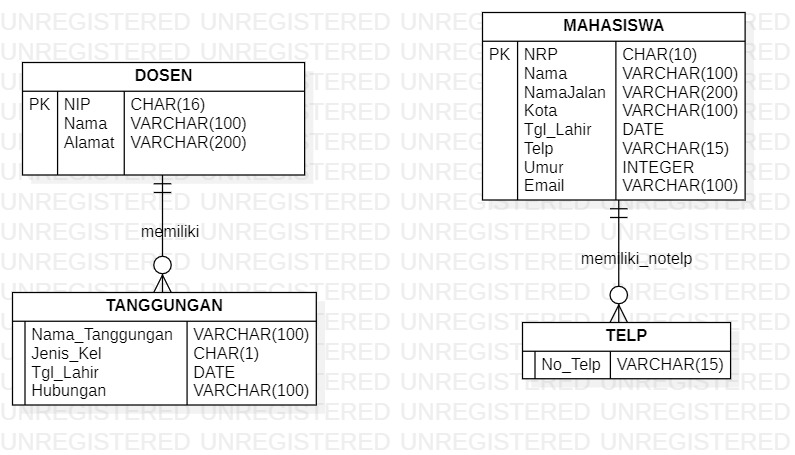 DOSEN
PK NIP CHAR(16)
Nama VARCHAR(100)
Alamat VARCHAR(200)
memiliki
TANGGUNGAN
Nama_Tanggungan VARCHAR(100)
Jenis_Kel CHAR(1)
Tgl_Lahir DATE
Hubungan VARCHAR(100)
MAHASISWA
PK NRP CHAR(10)
Nama VARCHAR(100)
NamaJalan VARCHAR(200)
Kota VARCHAR(100)
Tgl_Lahir DATE
Telp VARCHAR(15)
Umur INTEGER
Email VARCHAR(100)
memiliki_notelp
TELP
No_Telp VARCHAR(15)
UNREGISTERED UNREGISTERED UNREGISTERED UNREGISTERED